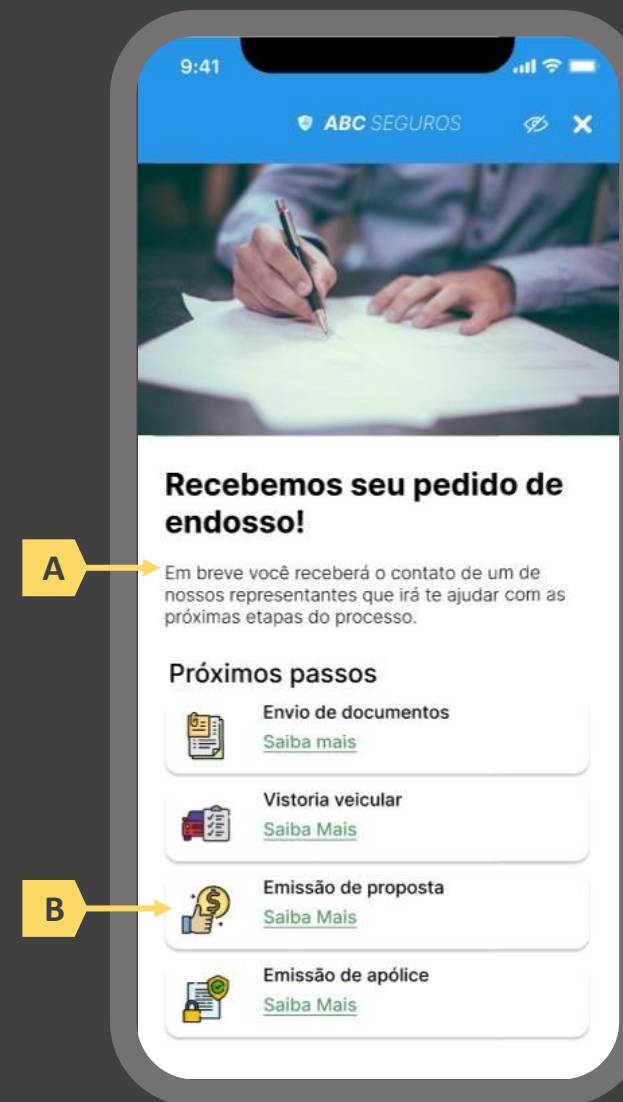 9:41
ABC SEGUROS
Recebemos seu pedido de
endosso!
A
Em breve você receberá o contato de um de
nossos representantes que irá te ajudar com as
próximas etapas do processo.
Próximos passos
Envio de documentos
Saiba mais
Vistoria veicular
Saiba Mais
B
Emissão de proposta
Saiba Mais
Emissão de apólice
Saiba Mais